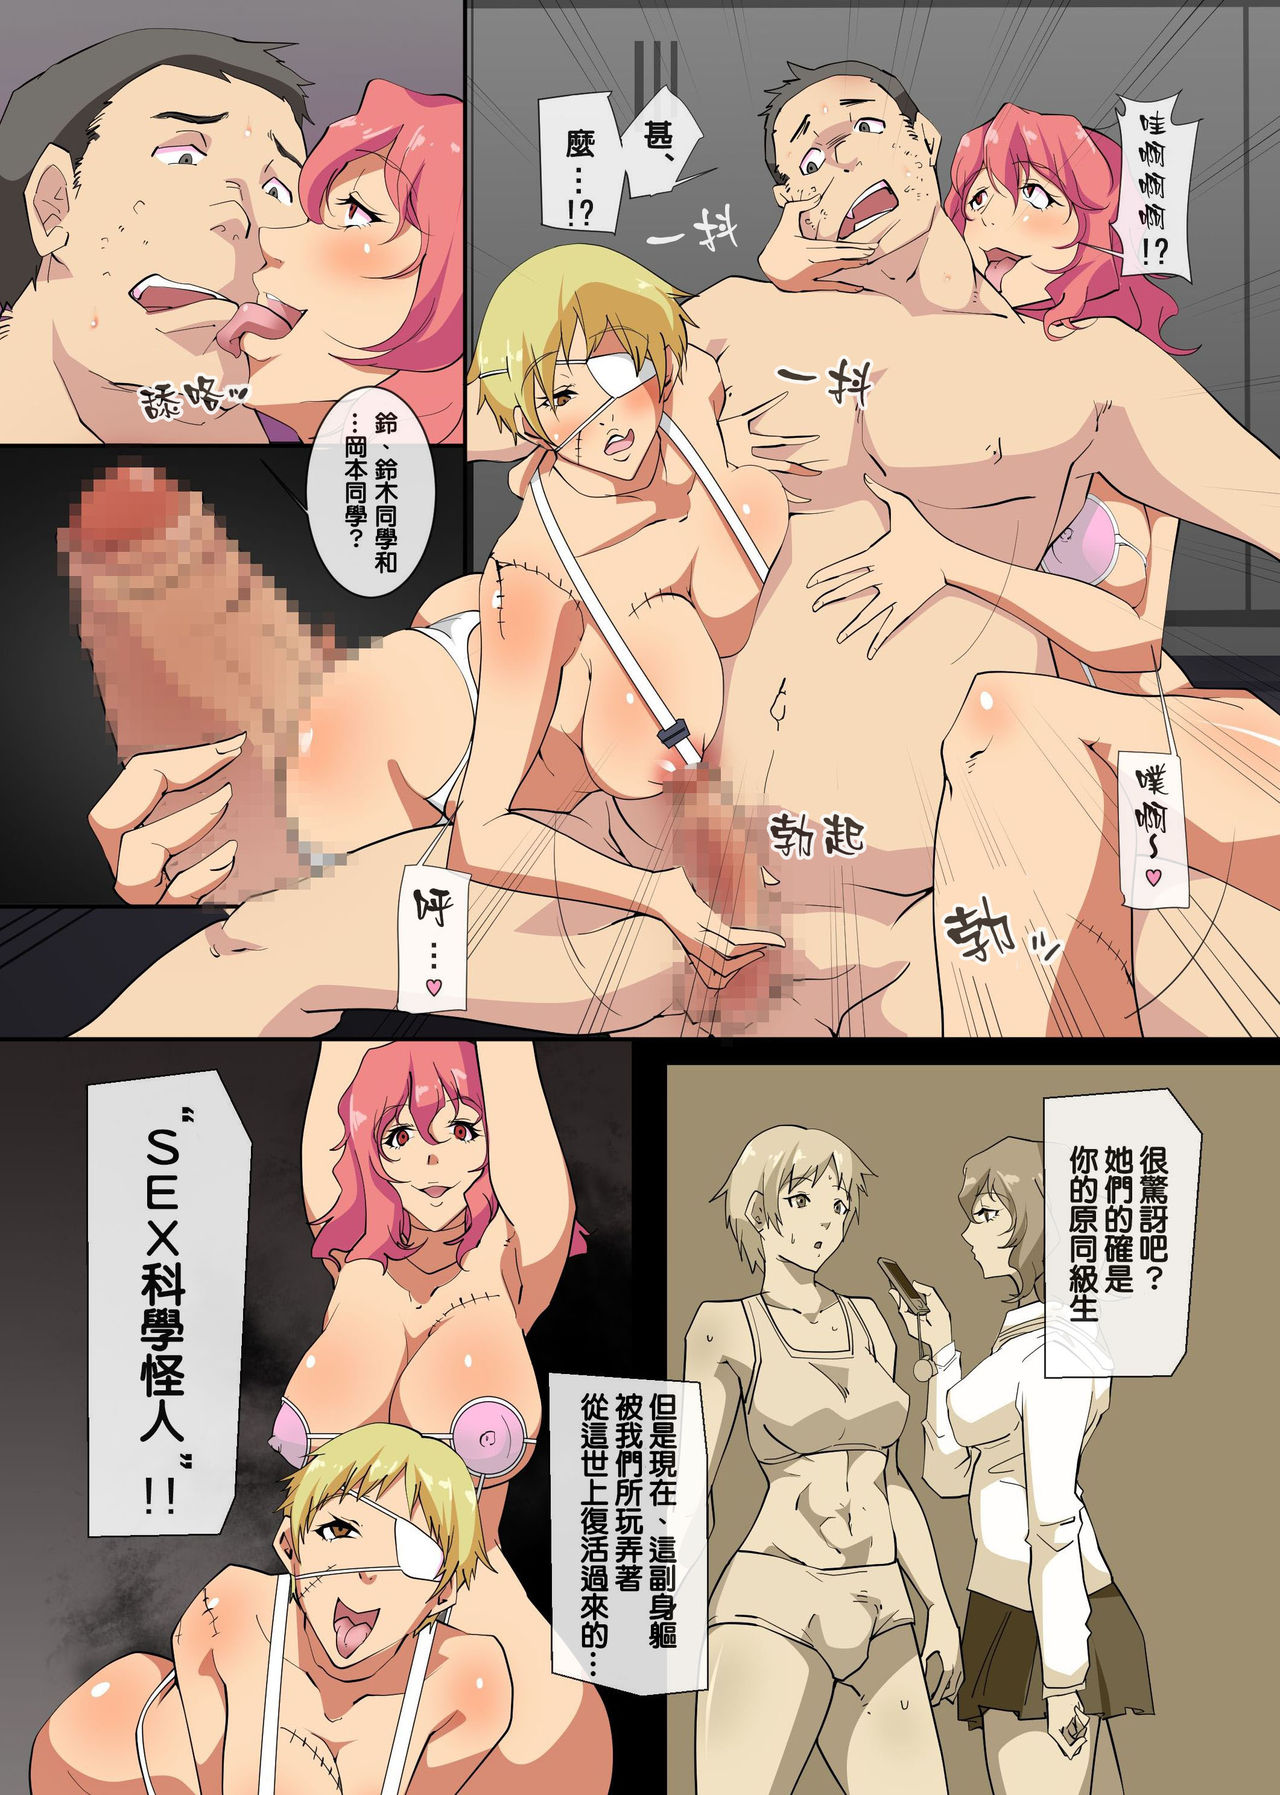 哇啊啊啊啊!?
甚、
麼…!?
一抖
一抖
噗啊～♥
勃起
勃ッ
呼…♥
舔咯ッ
鈴、鈴木同學和
…岡本同學?
很驚訝吧?
她們的確是
你的原同級生
但是現在、這副身軀
被我們所玩弄著
從這世上復活過來的…
“SEX科學怪人”!!